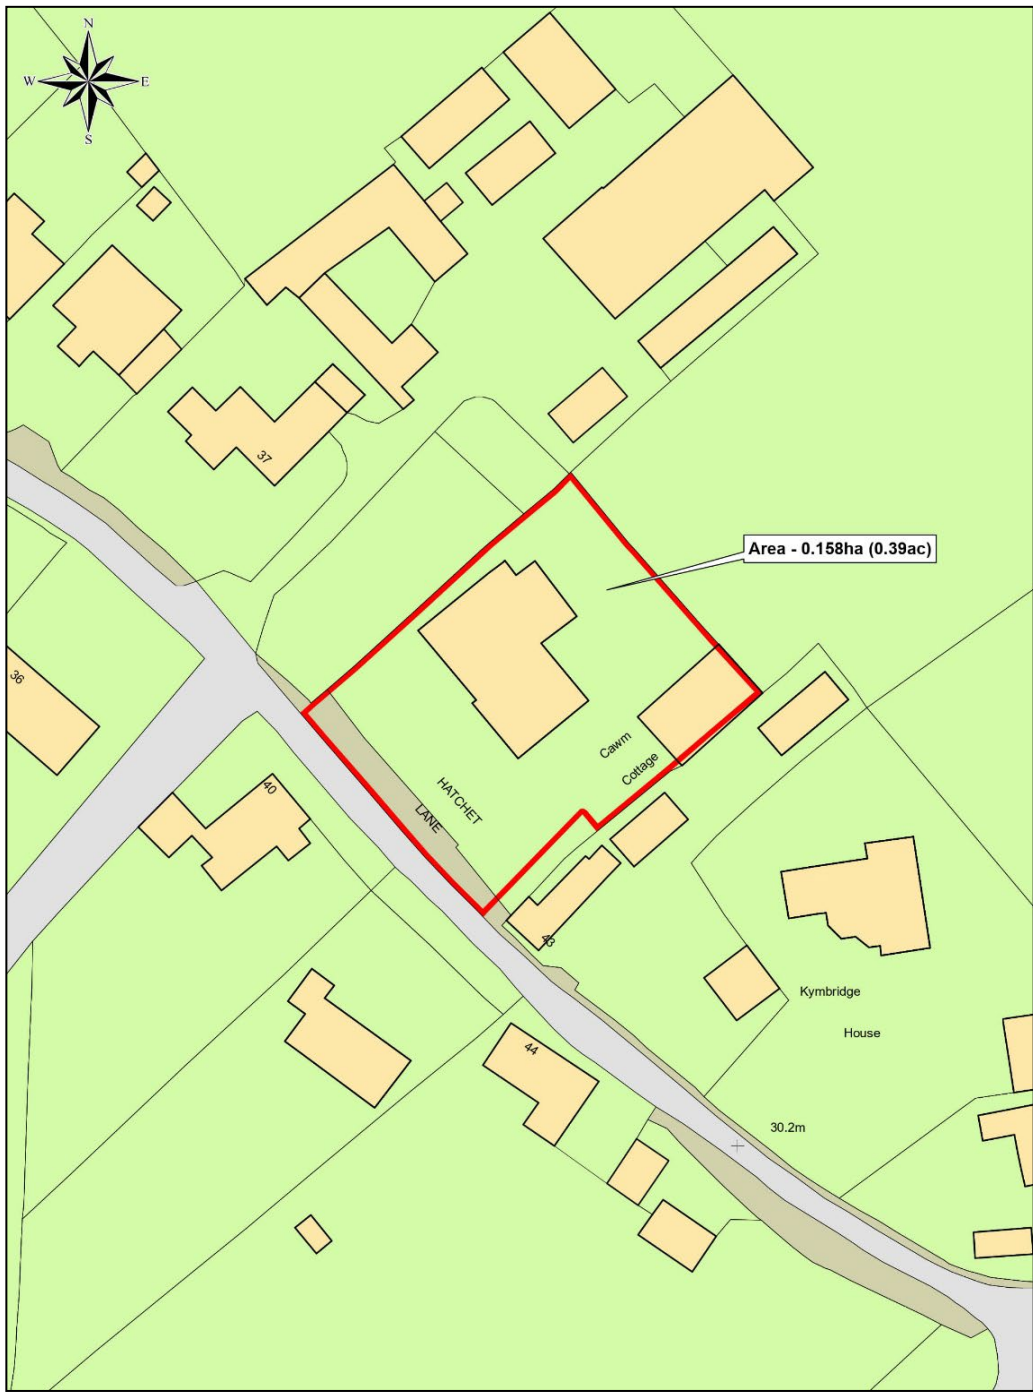 N
W E
S
37
Area - 0.158ha (0.39ac)
36
Cawm
Cottage
HATCHET
LANE
40
43
Kymbridge
House
44
30.2m